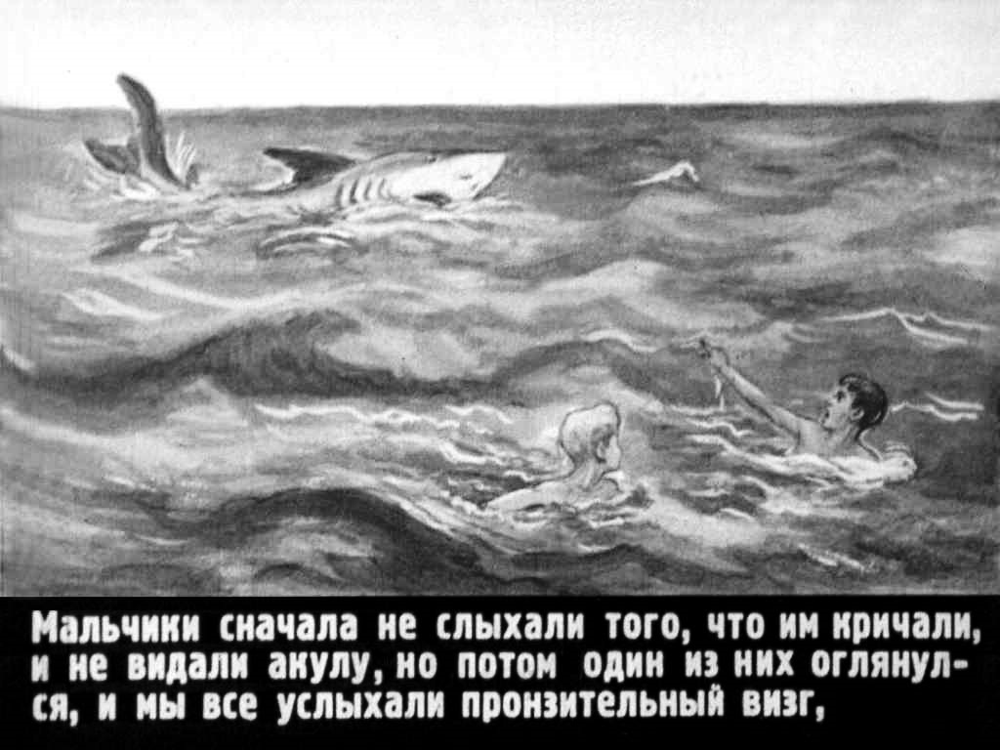 Мальчики сначала не слыхали того, что им кричали,
и не видали акулу, но потом один из них оглянул-
ся, и мы все услыхали пронзительный визг,